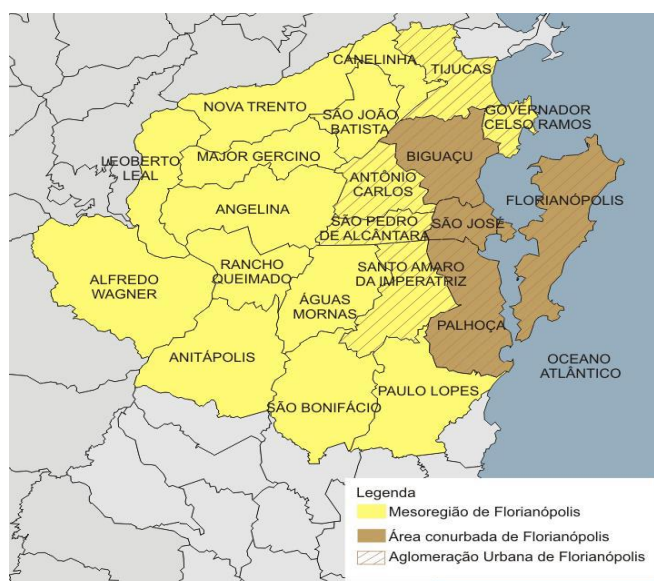 CANELINHA
TIJUCAS
NOVA TRENTO
SÃO JOÃO
BATISTA
GOVERNADOR
CELSO RAMOS
LEOBERTO
LEAL
MAJOR GERCINO
BIGUAÇU
ANTÔNIO
CARLOS
FLORIANÓPOLIS
ANGELINA
SÃO PEDRO
DE ALCÂNTARA
SÃO JOSÉ
ALFREDO
WAGNER
RANCHO
QUEIMADO
SANTO AMARO
DA IMPERATRIZ
ÁGUAS
MORNAS
PALHOÇA
ANITÁPOLIS
OCEANO
ATLÂNTICO
SÃO BONIFÁCIO
PAULO LOPES
Legenda
Mesoregião de Florianópolis
Área conurbada de Florianópolis
Aglomeração Urbana de Florianópolis